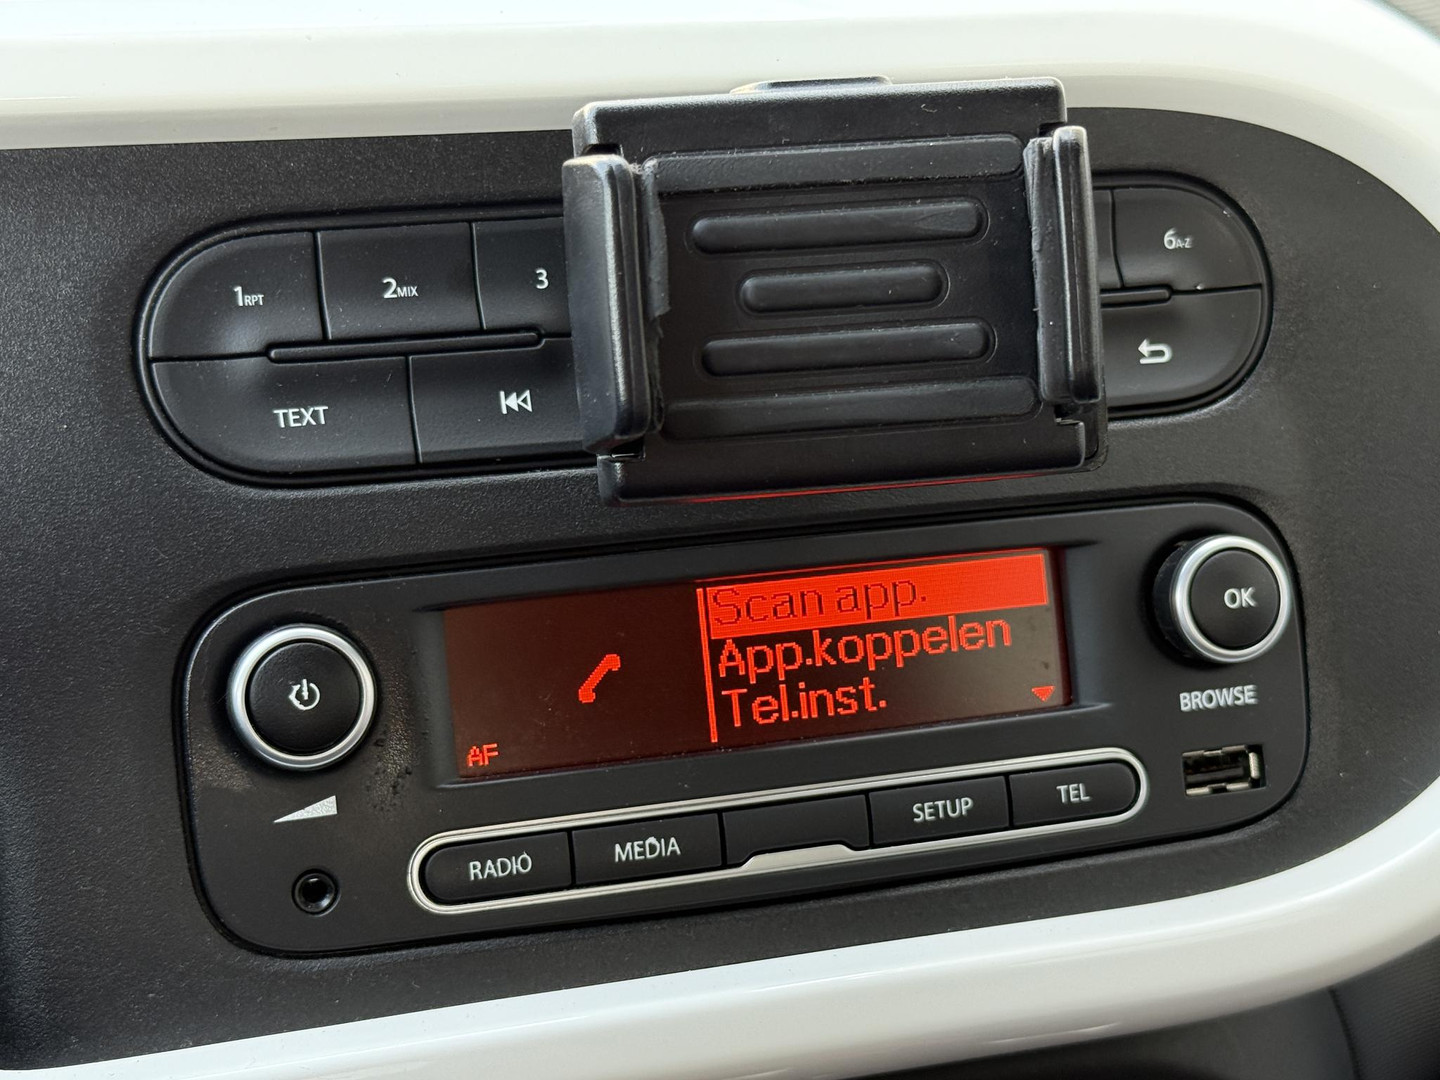 1RPT
2MIX
3
6A-Z
TEXT
Scan app.
App.koppelen
Tel.inst.
AF
OK
BROWSE
RADIO
MEDIA
SETUP
TEL